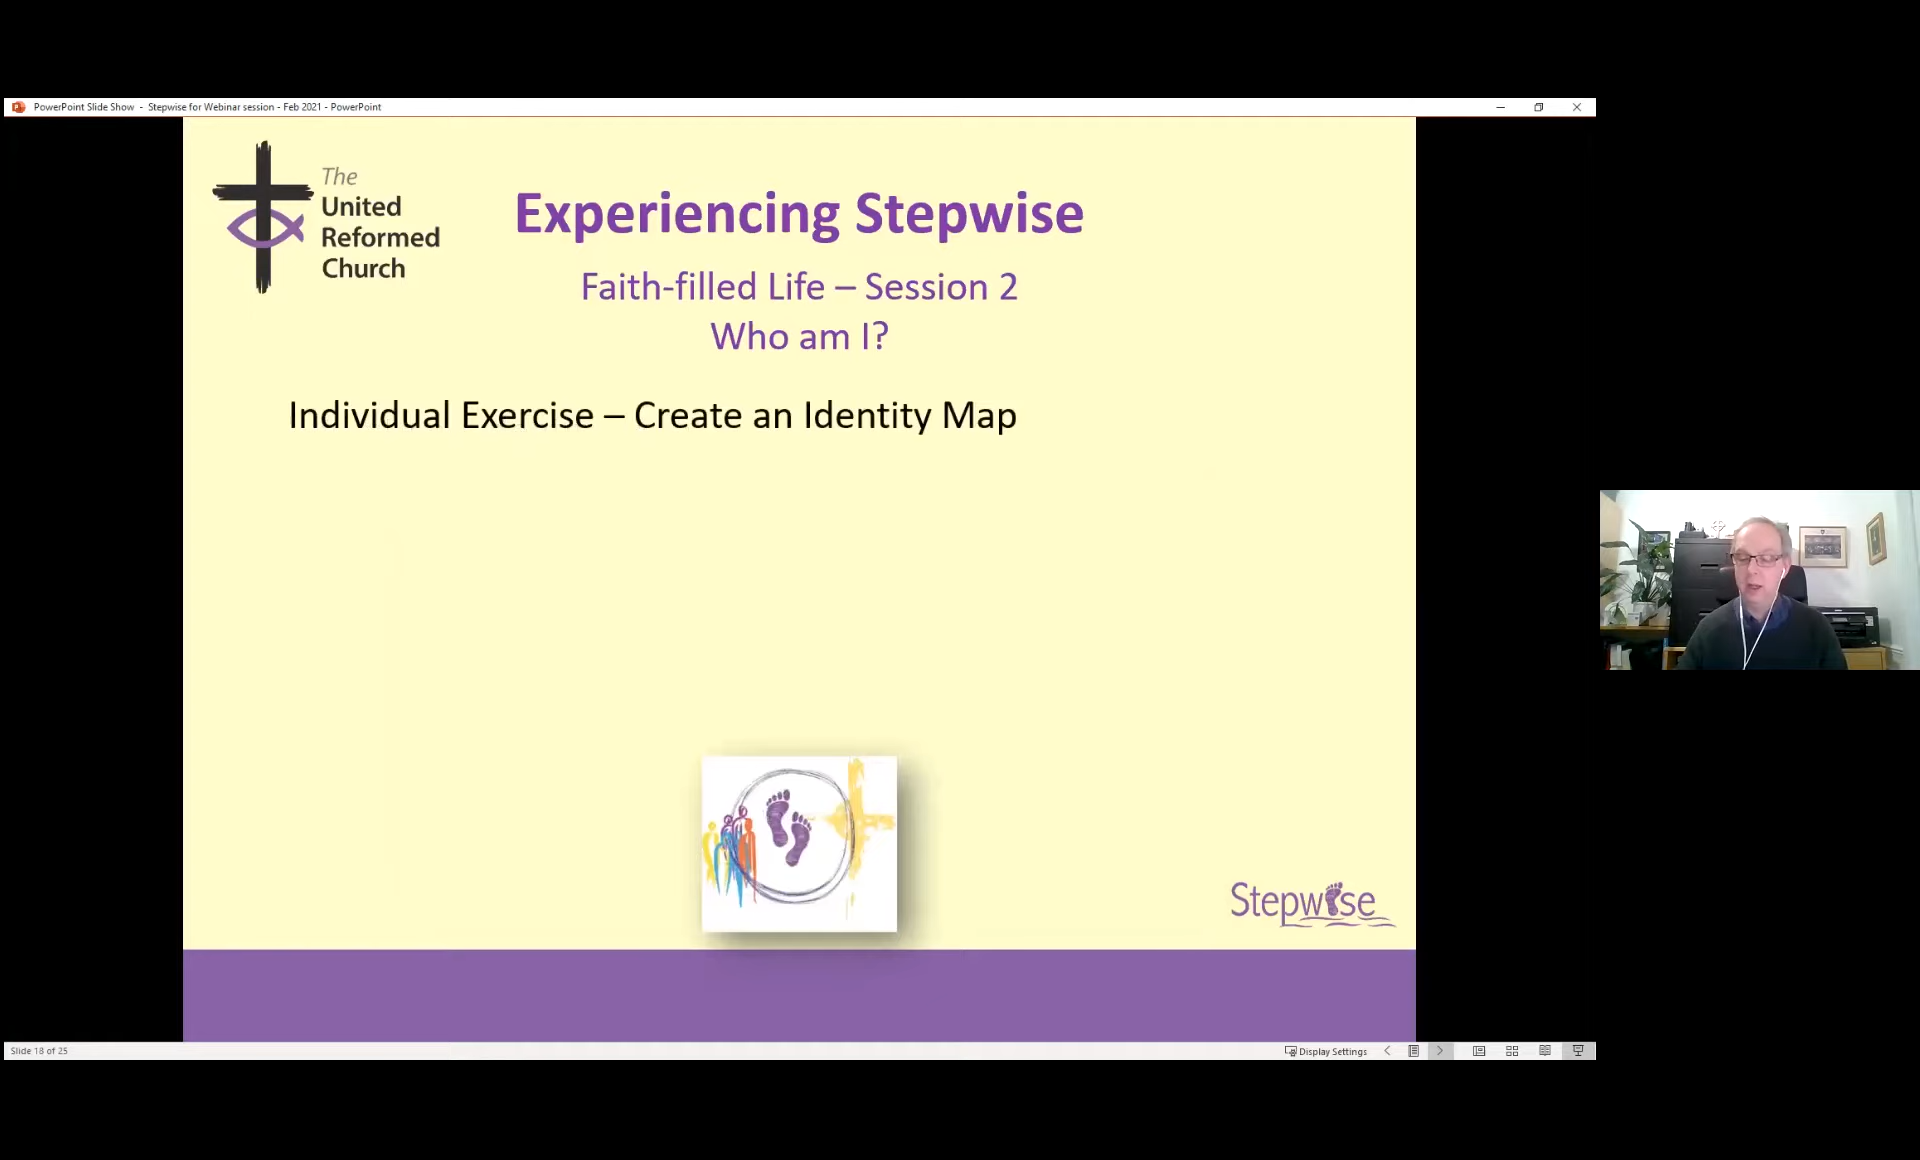 PowerPoint Slide Show - Stepwise for Webinar session - Feb 2021 - PowerPoint
The
United
Reformed
Church
Experiencing Stepwise
Faith-filled Life – Session 2
Who am I?
Individual Exercise – Create an Identity Map
Stepwise
Slide 18 of 25
Display Settings